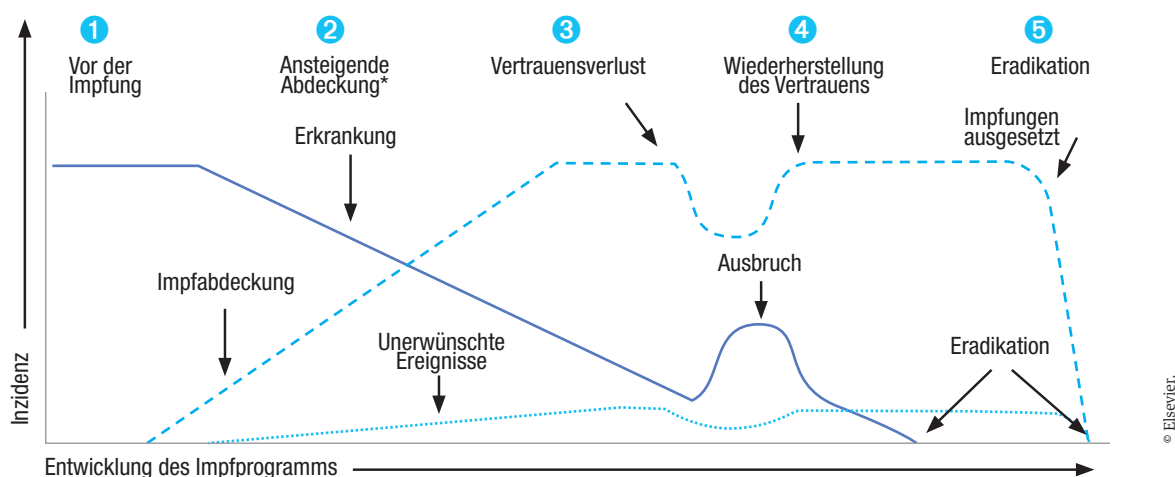 1
Vor der
Impfung
2
Ansteigende
Abdeckung*
3
Vertrauensverlust
4
Wiederherstellung
des Vertrauens
5
Eradikation
Impfungen
ausgesetzt
Erkrankung
Impfabdeckung
Unerwünschte
Ereignisse
Ausbruch
Eradikation
Inzidenz
Entwicklung des Impfprogramms
© Elsevier.